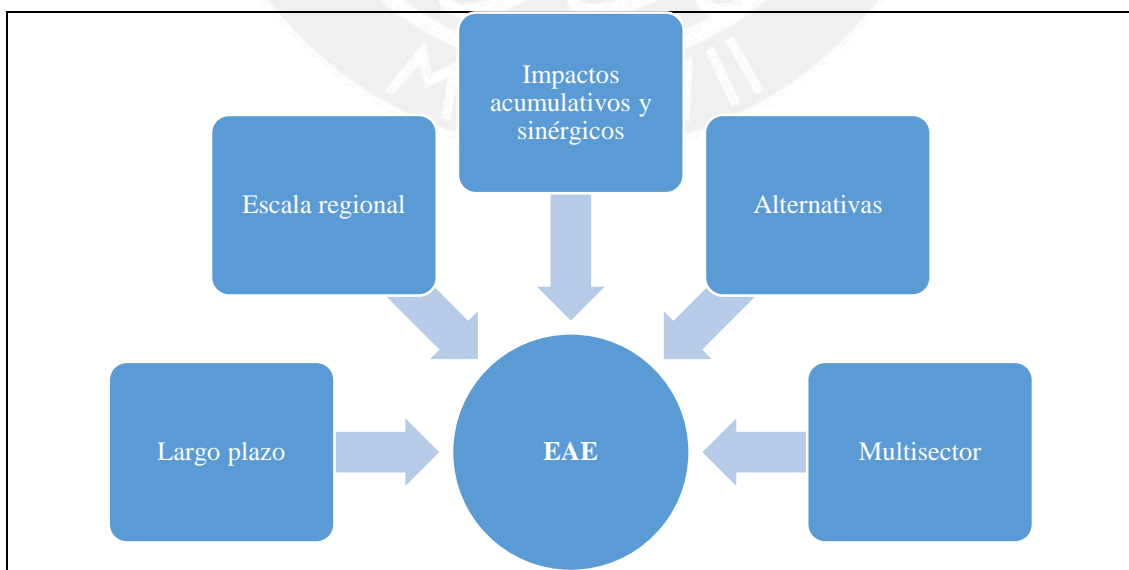 Impactos
acumulativos y
sinérgicos
Escala regional
Alternativas
Largo plazo
EAE
Multisector